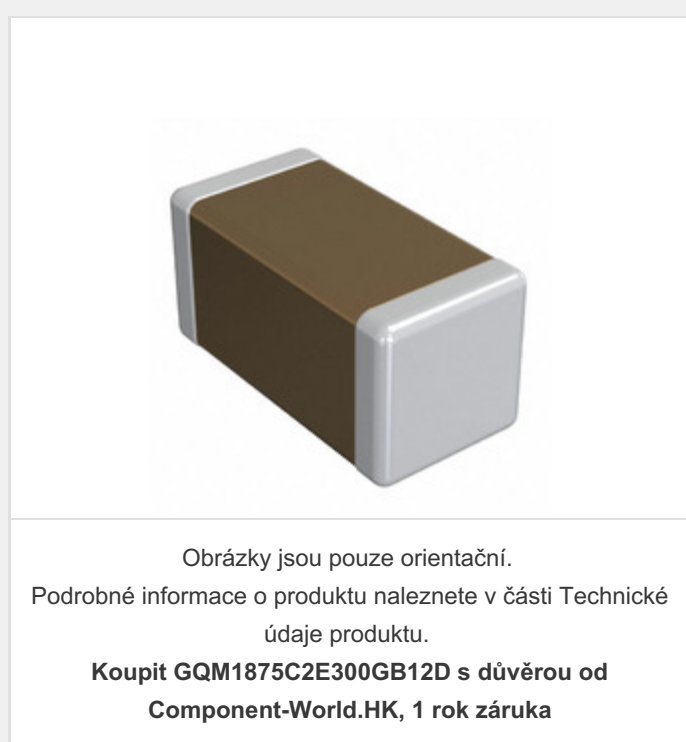 Obrázky jsou pouze orientační.
Podrobné informace o produktu naleznete v části Technické
údaje produktu.
Koupit GQM1875C2E300GB12D s důvěrou od
Component-World.HK, 1 rok záruka